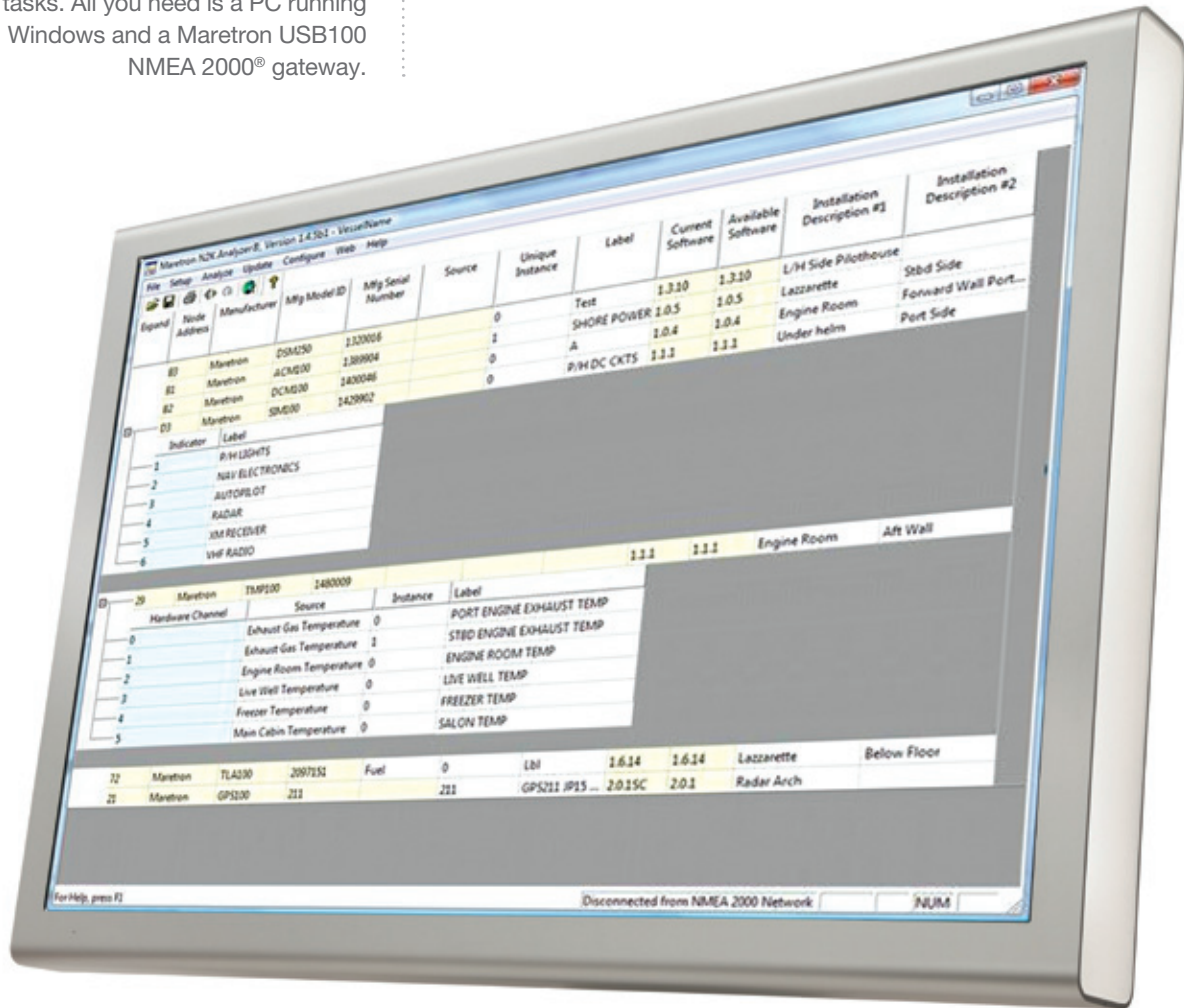 tasks. All you need is a PC running
Windows and a Maretron USB100
NMEA 2000® gateway.
Maretron N2K Analyzer®, Version 1.4.5b1 - VesselName
File Setup Analyze Update Configure Web Help
Expand Node Address Manufacturer Mfg Model ID Mfg Serial Number Source Unique Instance Label Current Software Available Software Installation Description #1 Installation Description #2
83 Maretron DSM250 1320016 0 Test 1.3.10 1.3.10 L/H Side Pilothouse
81 Maretron ACM100 1389904 1 SHORE POWER 1.0.5 1.0.5 Lazzarette Stbd Side
82 Maretron DCM100 1400046 0 A 1.0.4 1.0.4 Engine Room Forward Wall Port...
D3 Maretron SIM100 1429902 0 P/H DC CKTS 1.1.1 1.1.1 Under helm Port Side
Indicator Label
1 P/H LIGHTS
2 NAV ELECTRONICS
3 AUTOPILOT
4 RADAR
5 XM RECEIVER
6 VHF RADIO
29 Maretron TMP100 1480009 1.1.1 1.1.1 Engine Room Aft Wall
Hardware Channel Source Instance Label
0 Exhaust Gas Temperature 0 PORT ENGINE EXHAUST TEMP
1 Exhaust Gas Temperature 1 STBD ENGINE EXHAUST TEMP
2 Engine Room Temperature 0 ENGINE ROOM TEMP
3 Live Well Temperature 0 LIVE WELL TEMP
4 Freezer Temperature 0 FREEZER TEMP
5 Main Cabin Temperature 0 SALON TEMP
72 Maretron TLA100 2097151 Fuel 0 Lbl 1.6.14 1.6.14 Lazzarette Below Floor
21 Maretron GPS100 211 211 GPS211 JP15 ... 2.0.1SC 2.0.1 Radar Arch
For Help, press F1 Disconnected from NMEA 2000 Network NUM